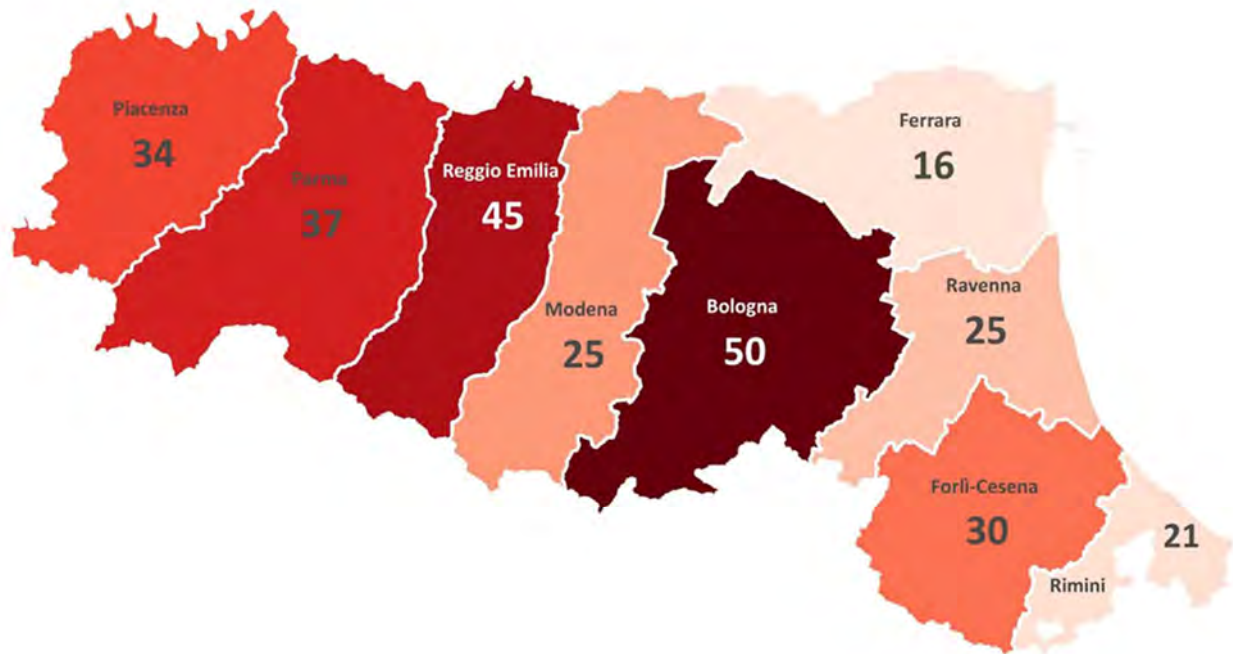 Piacenza
34
Parma
37
Reggio Emilia
45
Modena
25
Bologna
50
Ferrara
16
Ravenna
25
Forlì-Cesena
30
Rimini
21